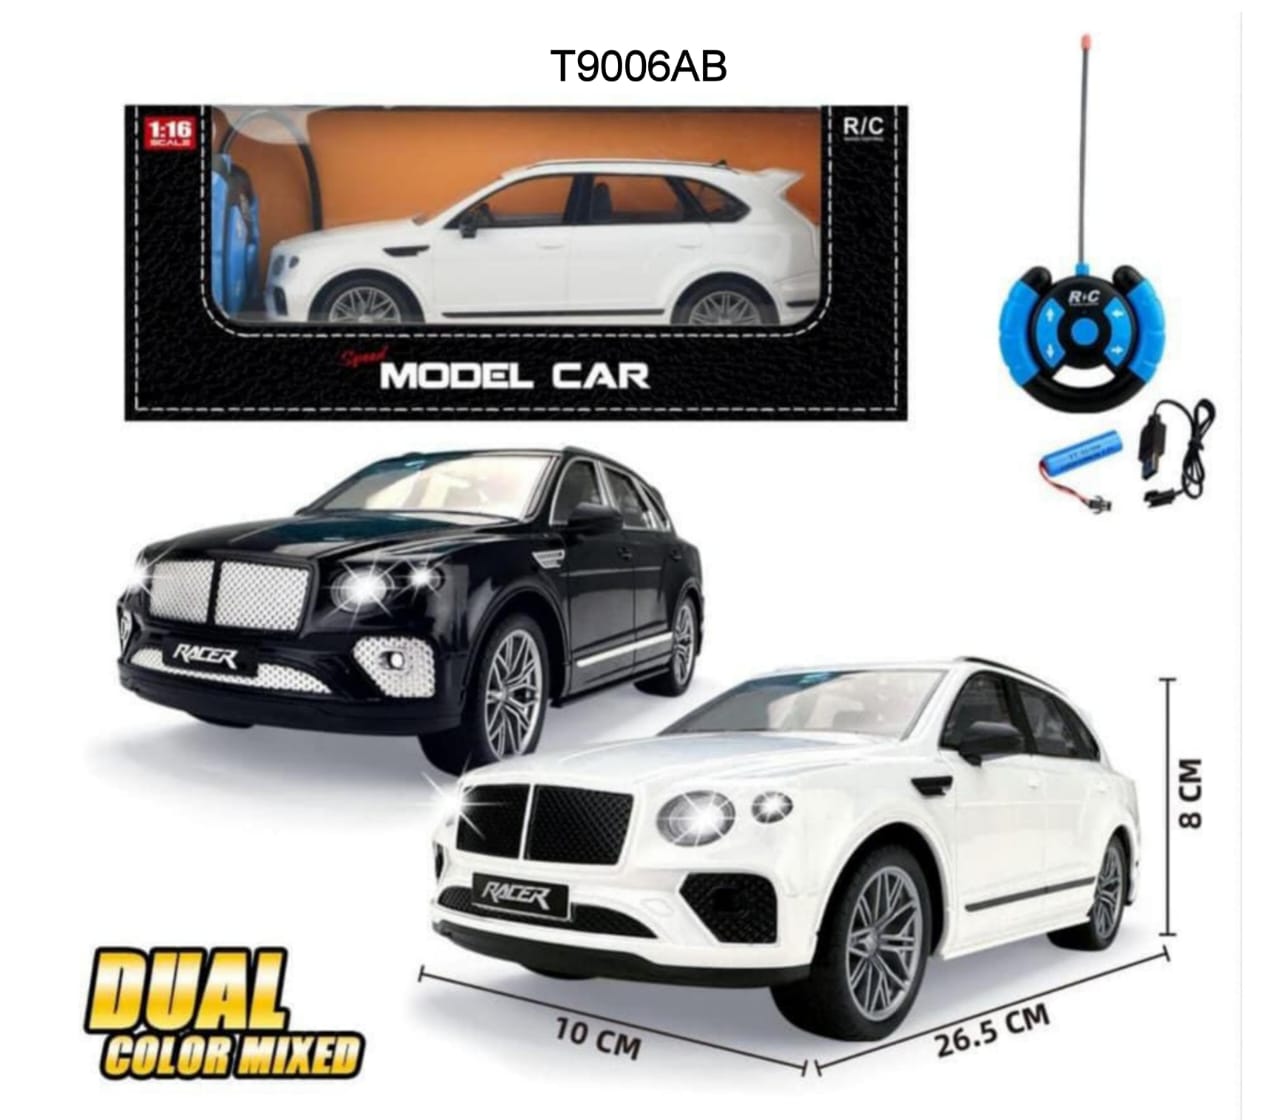 T9006AB
1:16
SCALE
R/C
Speed
MODEL CAR
R/C
RACER
RACER
8 CM
10 CM
26.5 CM
DUAL
COLOR MIXED